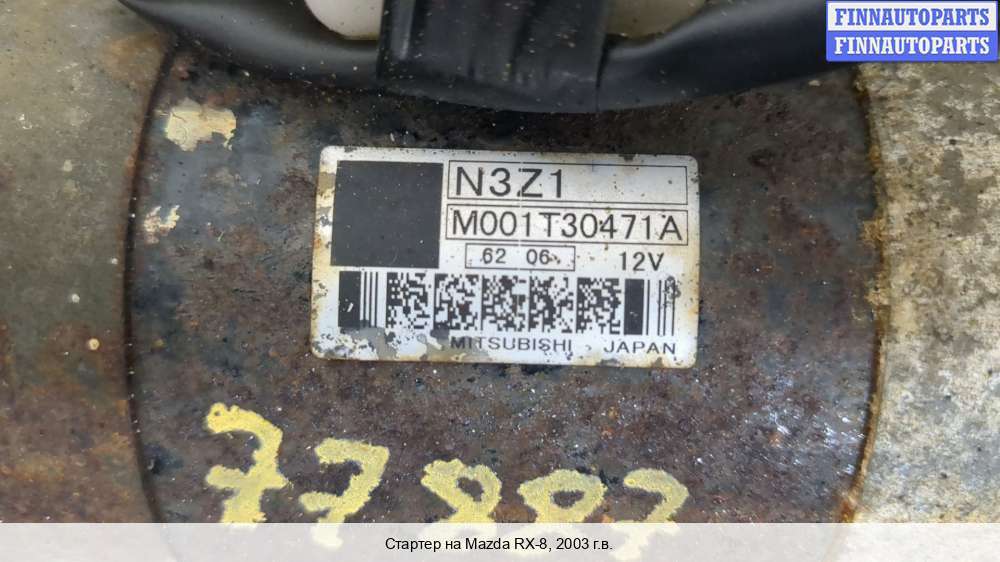 FINNAUTOPARTS
FINNAUTOPARTS
N3Z1
M001T30471A
62 06
12V
MITSUBISHI JAPAN
77887
Стартер на Mazda RX-8, 2003 г.в.